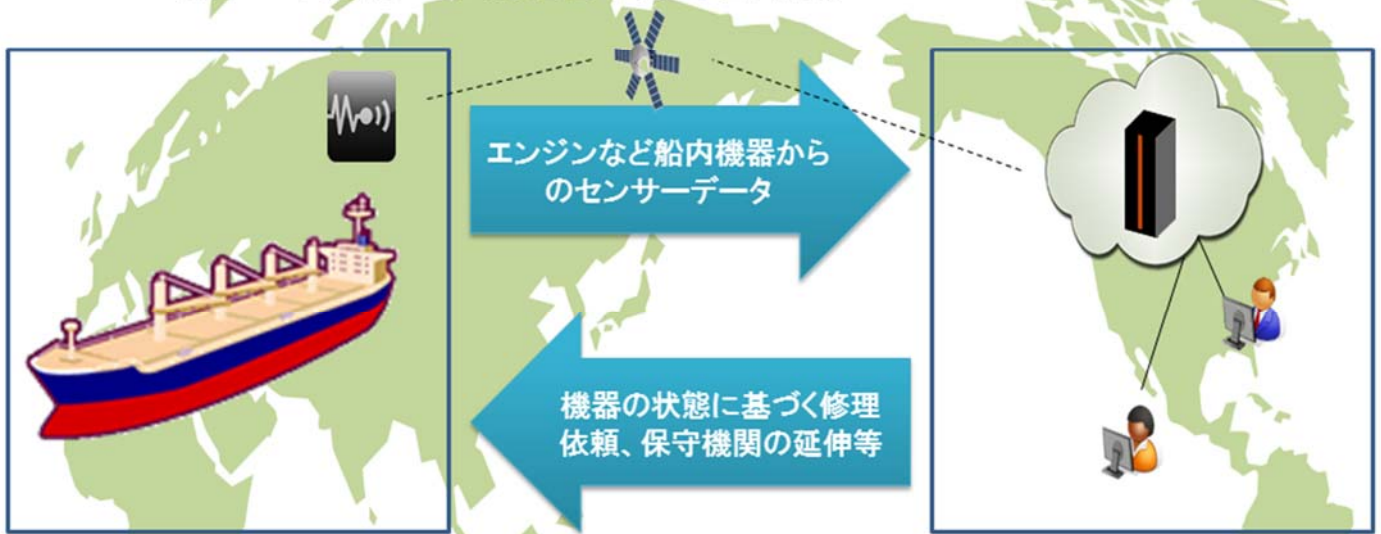 エンジンなど船内機器から
のセンサーデータ
機器の状態に基づく修理
依頼、保守機関の延伸等